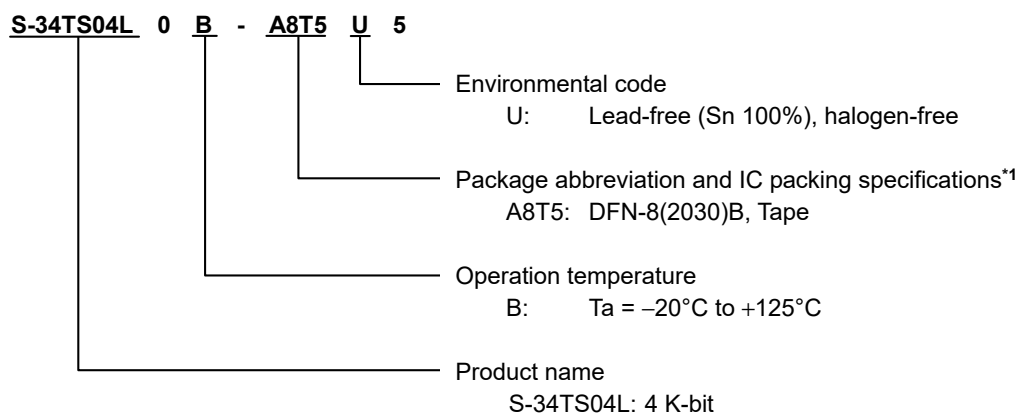 S-34TS04L 0 B - A8T5 U 5
Environmental code
U: Lead-free (Sn 100%), halogen-free
Package abbreviation and IC packing specifications*1
A8T5: DFN-8(2030)B, Tape
Operation temperature
B: Ta = −20°C to +125°C
Product name
S-34TS04L: 4 K-bit